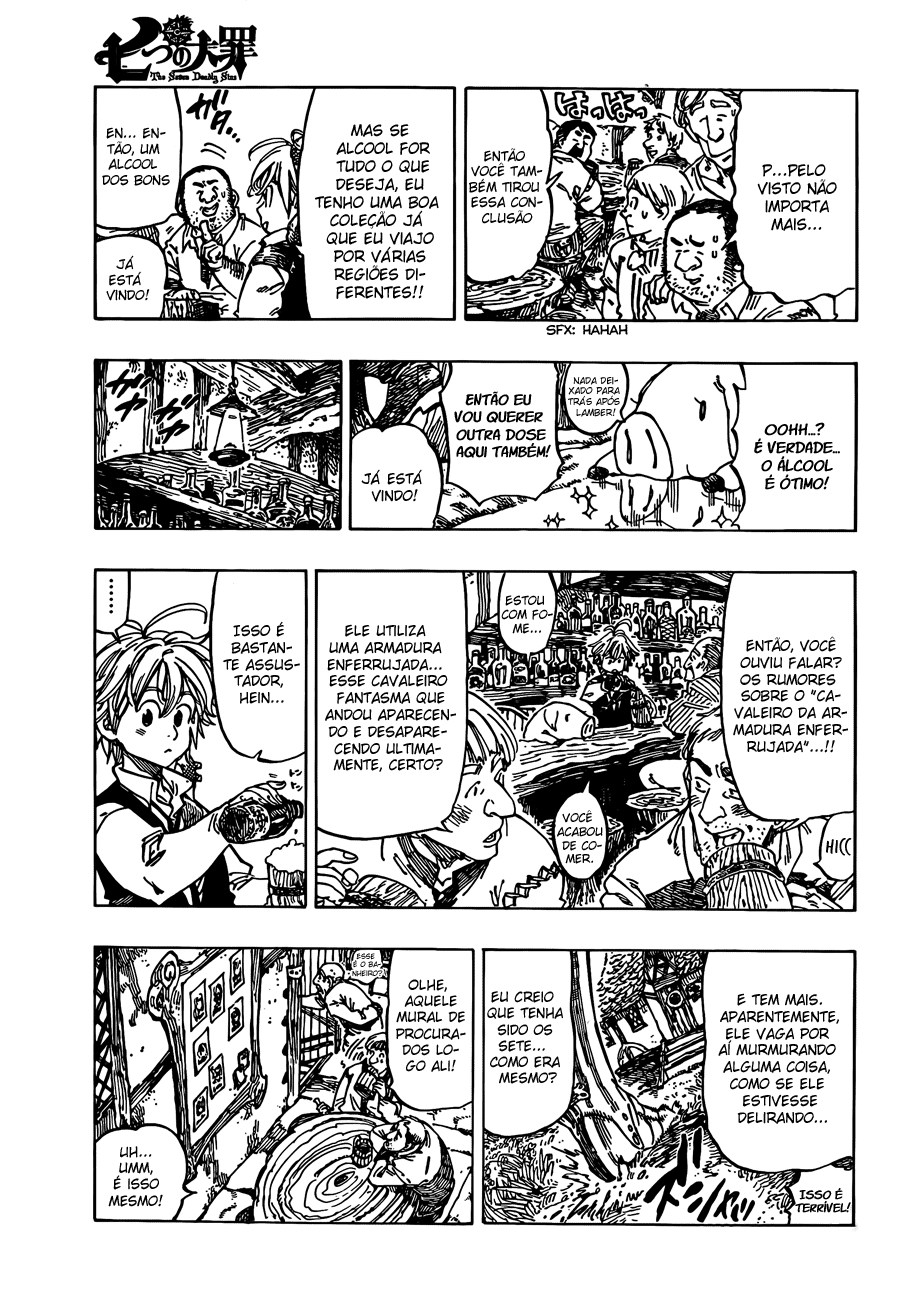 七つの大罪
The Seven Deadly Sins
P...PELO
VISTO NÃO
IMPORTA
MAIS...
はっはっ
ENTÃO
VOCÊ TAM-
BÉM TIROU
ESSA CON-
CLUSÃO
SFX: HAHAH
MAS SE
ALCOOL FOR
TUDO O QUE
DESEJA, EU
TENHO UMA BOA
COLEÇÃO JÁ
QUE EU VIAJO
POR VÁRIAS
REGIÕES DI-
FERENTES!!
ガタ...
EN... EN-
TÃO, UM
ALCOOL
DOS BONS
JÁ
ESTÁ
VINDO!
OOHH...?
É VERDADE...
O ÁLCOOL
É ÓTIMO!
NADA DEI-
XADO PARA
TRÁS APÓS
LAMBER!
ENTÃO EU
VOU QUERER
OUTRA DOSE
AQUI TAMBÉM!
JÁ ESTÁ
VINDO!
ガヤ
ガヤ
ENTÃO, VOCÊ
OUVIU FALAR?
OS RUMORES
SOBRE O "CA-
VALEIRO DA AR-
MADURA ENFER-
RUJADA"...!!
HICC
ESTOU
COM FO-
ME...
VOCÊ
ACABOU
DE CO-
MER.
ELE UTILIZA
UMA ARMADURA
ENFERRUJADA...
ESSE CAVALEIRO
FANTASMA QUE
ANDOU APARECEN-
DO E DESAPARE-
CENDO ULTIMA-
MENTE, CERTO?
ISSO É
BASTAN-
TE ASSUS-
TADOR,
HEIN...
........
E TEM MAIS.
APARENTEMENTE,
ELE VAGA POR
AÍ MURMURANDO
ALGUMA COISA,
COMO SE ELE
ESTIVESSE
DELIRANDO...
ISSO É
TERRÍVEL!
EU CREIO
QUE TENHA
SIDO OS
SETE...
COMO ERA
MESMO?
ESSE
É O BA-
NHEIRO?
OLHE,
AQUELE
MURAL DE
PROCURA-
DOS LO-
GO ALI!
UH...
UMM,
É ISSO
MESMO!